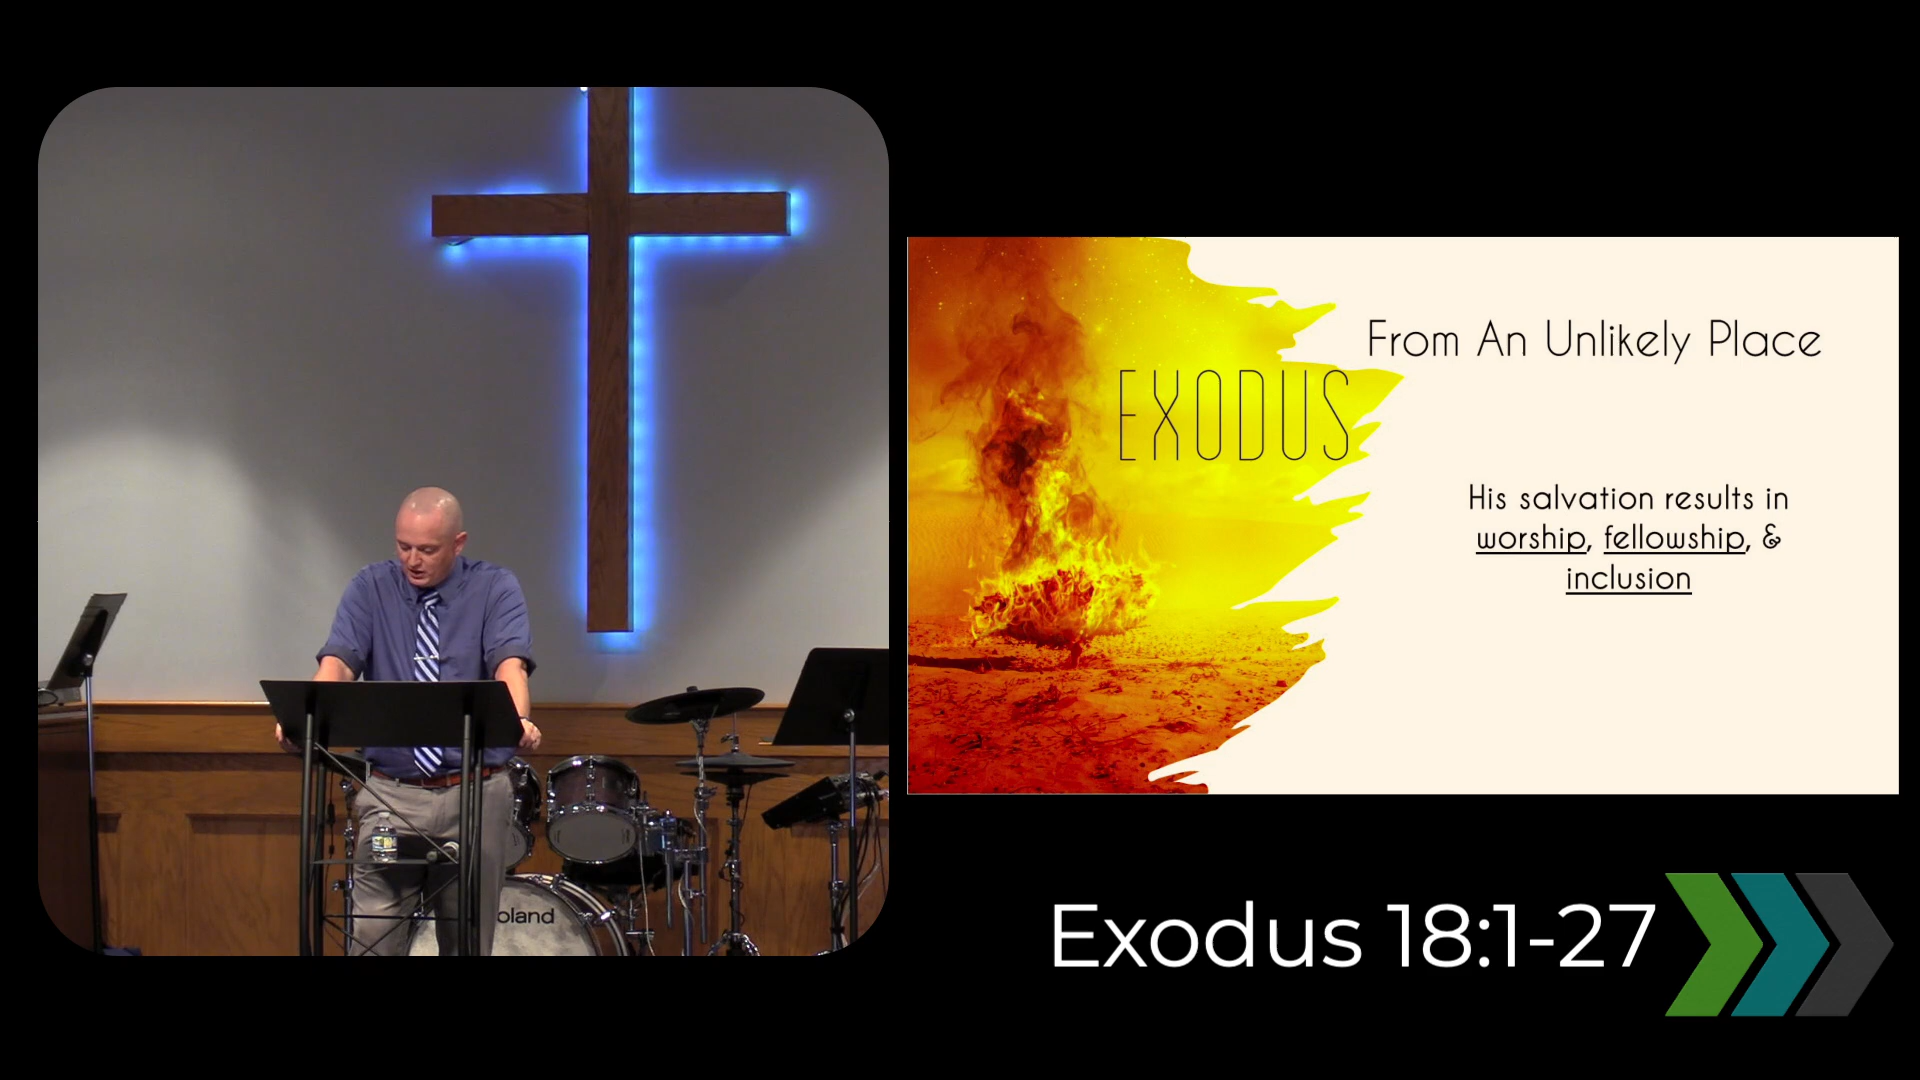 From An Unlikely Place
EXODUS
His salvation results in
worship, fellowship, &
inclusion
oland
Exodus 18:1-27